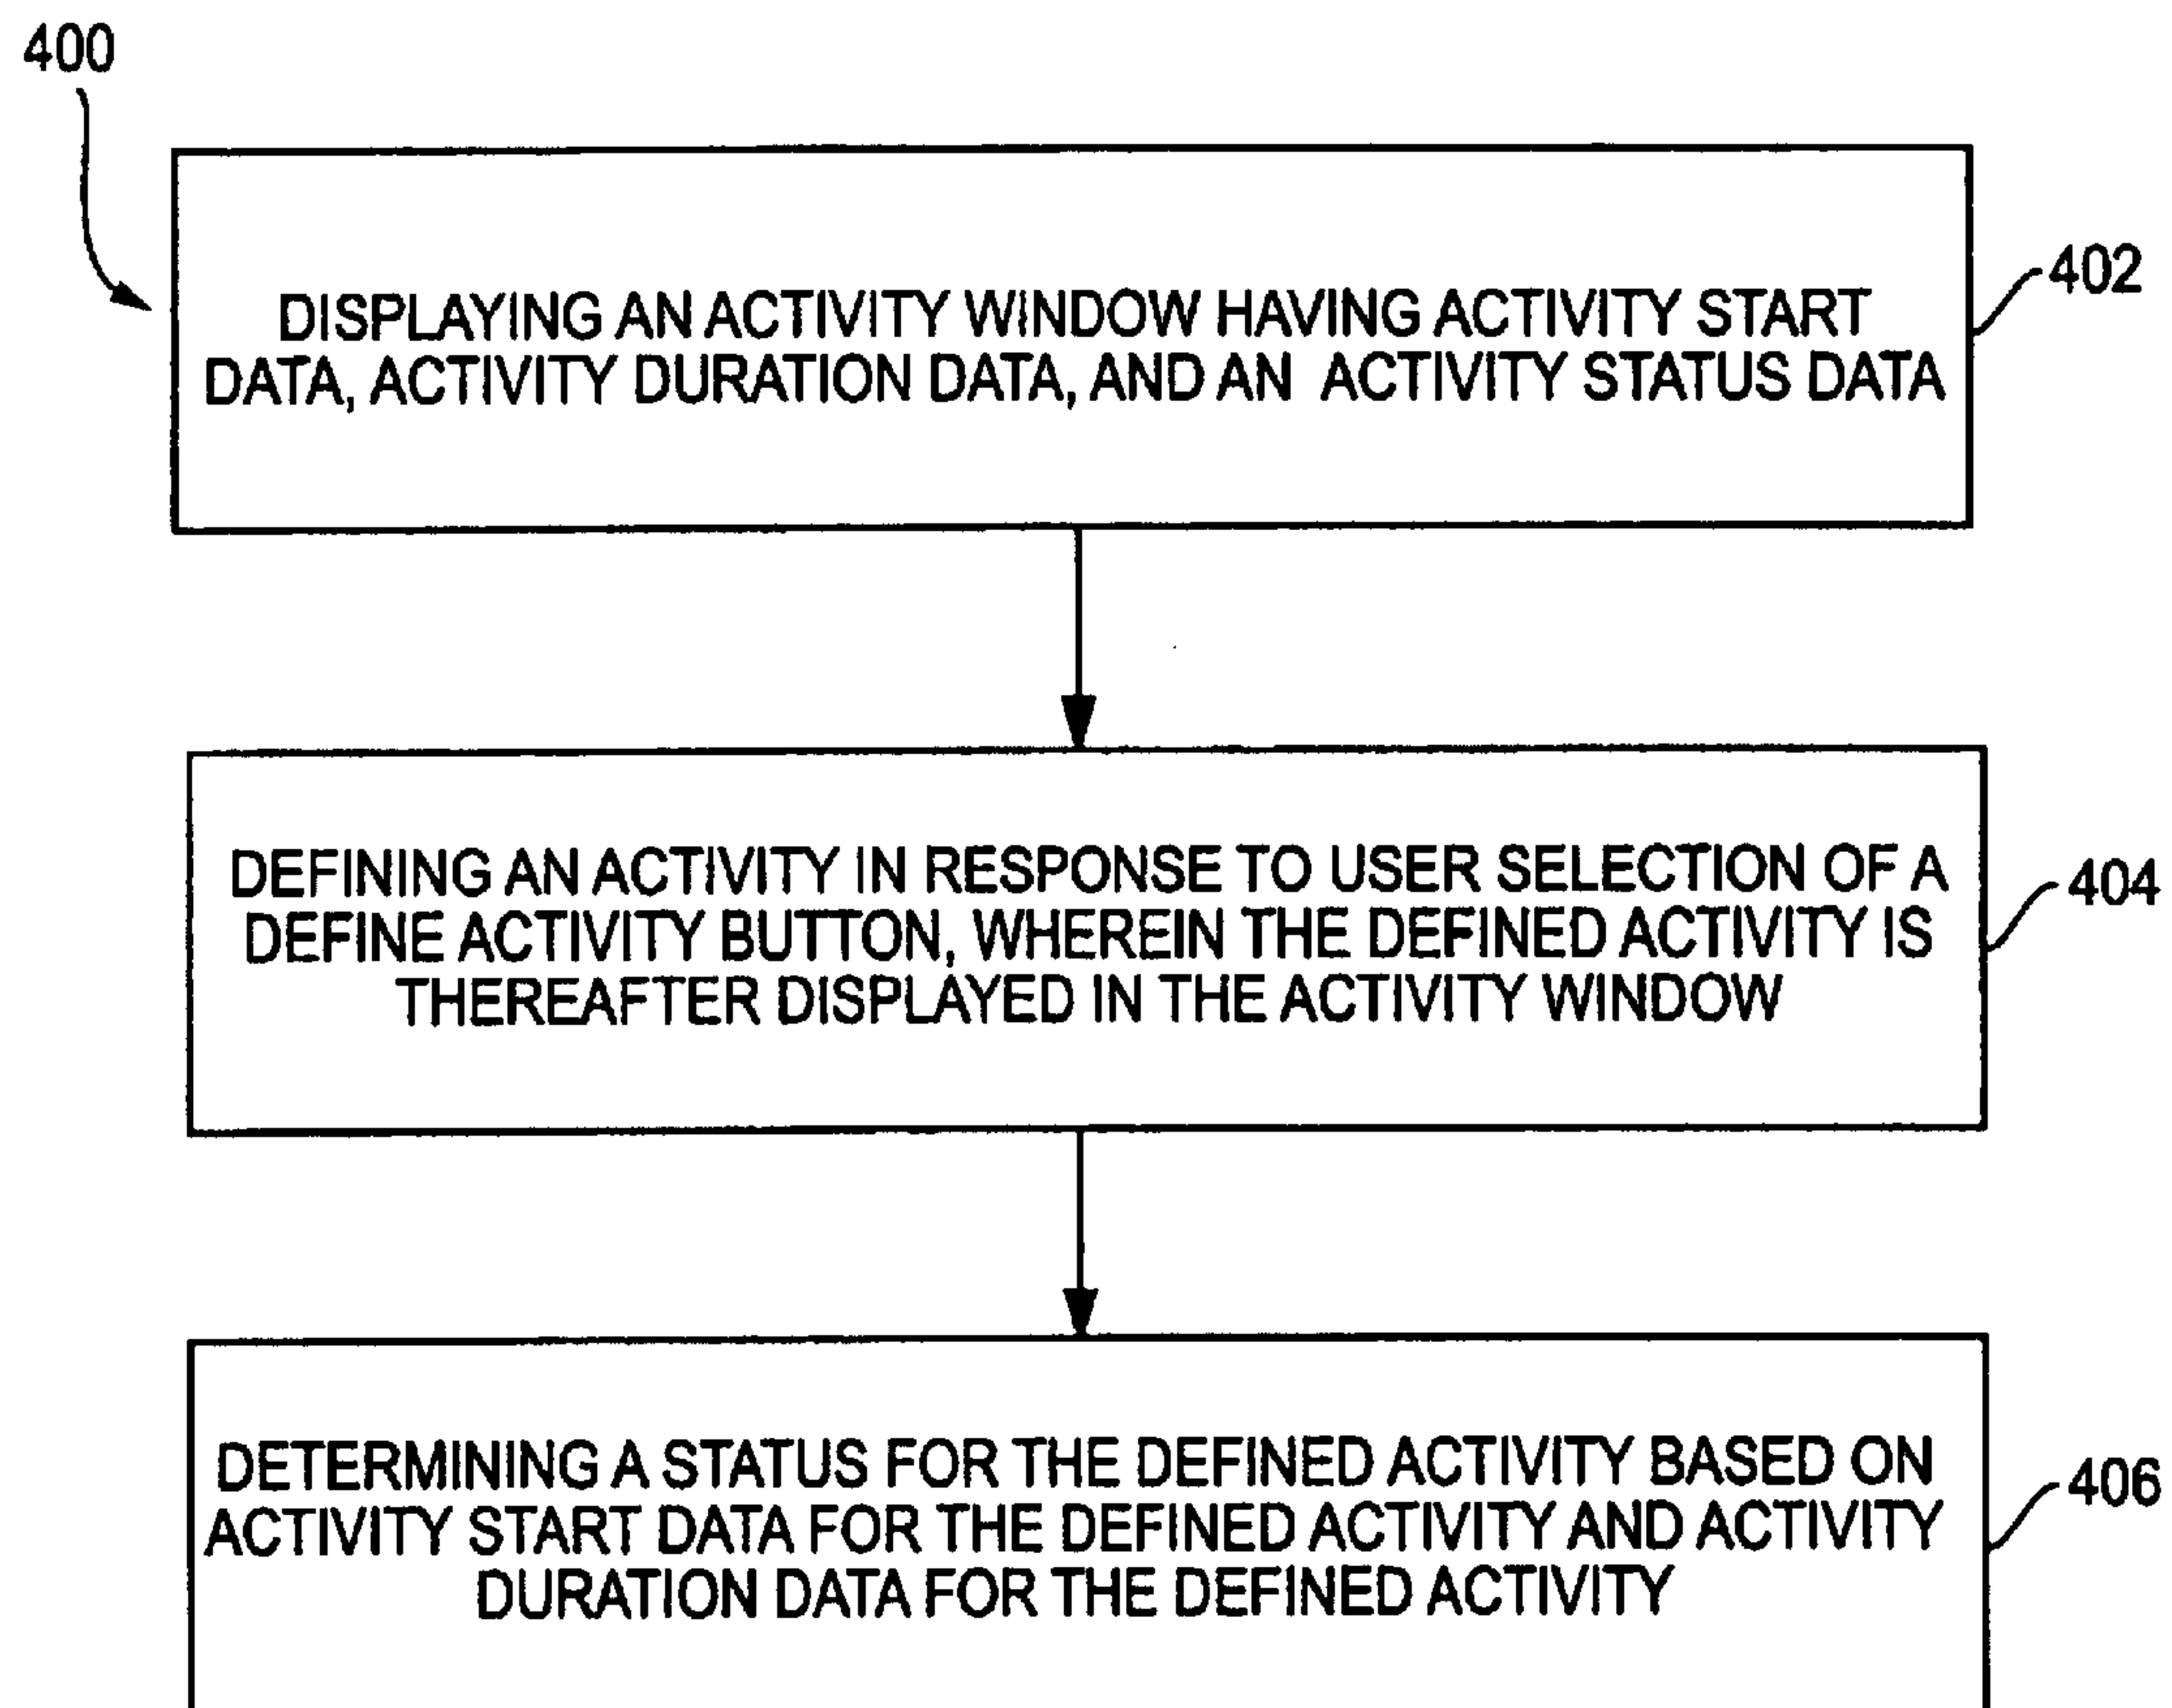 400
DISPLAYING AN ACTIVITY WINDOW HAVING ACTIVITY START
DATA, ACTIVITY DURATION DATA, AND AN ACTIVITY STATUS DATA
402
DEFINING AN ACTIVITY IN RESPONSE TO USER SELECTION OF A
DEFINE ACTIVITY BUTTON, WHEREIN THE DEFINED ACTIVITY IS
THEREAFTER DISPLAYED IN THE ACTIVITY WINDOW
404
DETERMINING A STATUS FOR THE DEFINED ACTIVITY BASED ON
ACTIVITY START DATA FOR THE DEFINED ACTIVITY AND ACTIVITY
DURATION DATA FOR THE DEFINED ACTIVITY
406